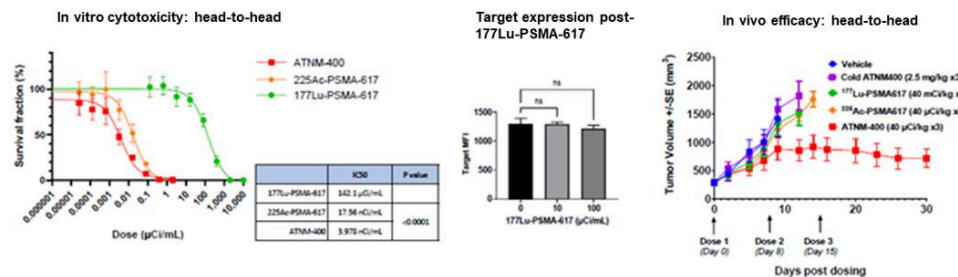 In vitro cytotoxicity: head-to-head
Survival fraction (%)
100
50
0
ATNM-400
225Ac-PSMA-617
177Lu-PSMA-617
0.000001
0.00001
0.0001
0.001
0.01
0.1
1
10
100
1,000
10,000
Dose (µCi/mL)
IC50 P value
177Lu-PSMA-617 142.1 µCi/mL
225Ac-PSMA-617 17.56 nCi/mL
<0.0001
ATNM-400 3.978 nCi/mL
Target expression post-
177Lu-PSMA-617
Target MFI
1500
1000
500
0
ns
ns
0 10 100
177Lu-PSMA-617 (µCi/mL)
In vivo efficacy: head-to-head
Tumor Volume +/-SE (mm³)
2500
2000
1500
1000
500
0
Vehicle
Cold ATNM400 (2.5 mg/kg x3)
¹⁷⁷Lu-PSMA617 (40 mCi/kg x3)
²²⁵Ac-PSMA617 (40 µCi/kg x3)
ATNM-400 (40 µCi/kg x3)
0 10 20 30
Dose 1 Dose 2 Dose 3
(Day 0) (Day 8) (Day 15)
Days post dosing